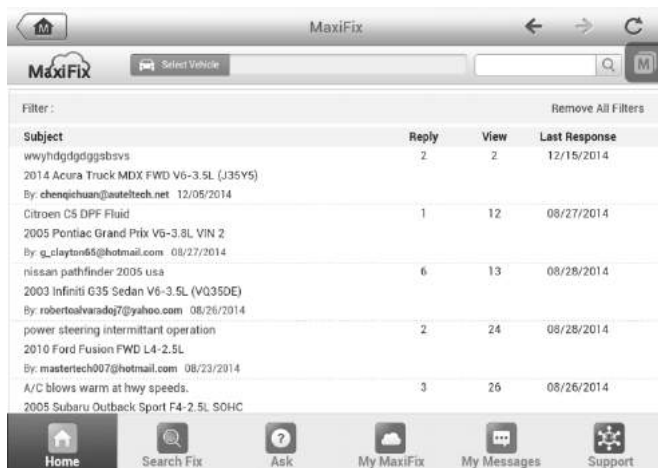 M
MaxiFix
MaxiFix
Select Vehicle
M
Filter :
Remove All Filters
Subject Reply View Last Response
wwyhdgdgdggsbsvs 2 2 12/15/2014
2014 Acura Truck MDX FWD V6-3.5L (J35Y5)
By: chenqichuan@auteltech.net 12/05/2014
Citroen C5 DPF Fluid 1 12 08/27/2014
2005 Pontiac Grand Prix V6-3.8L VIN 2
By: g_clayton65@hotmail.com 08/27/2014
nissan pathfinder 2005 usa 6 13 08/28/2014
2003 Infiniti G35 Sedan V6-3.5L (VQ35DE)
By: robertoalvaradoj7@yahoo.com 08/26/2014
power steering intermittant operation 2 24 08/28/2014
2010 Ford Fusion FWD L4-2.5L
By: mastertech007@hotmail.com 08/23/2014
A/C blows warm at hwy speeds. 3 26 08/26/2014
2005 Subaru Outback Sport F4-2.5L SOHC
Home Search Fix Ask My MaxiFix My Messages Support